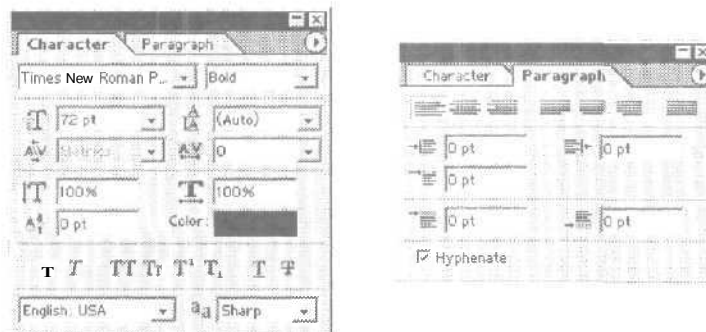 Character Paragraph
Times New Roman P... Bold
72 pt (Auto)
Metrics 0
100% 100%
0 pt Color:
T T TT Tт T¹ T₁ T T
English: USA aa Sharp
Character Paragraph
0 pt 0 pt
0 pt
0 pt 0 pt
Hyphenate